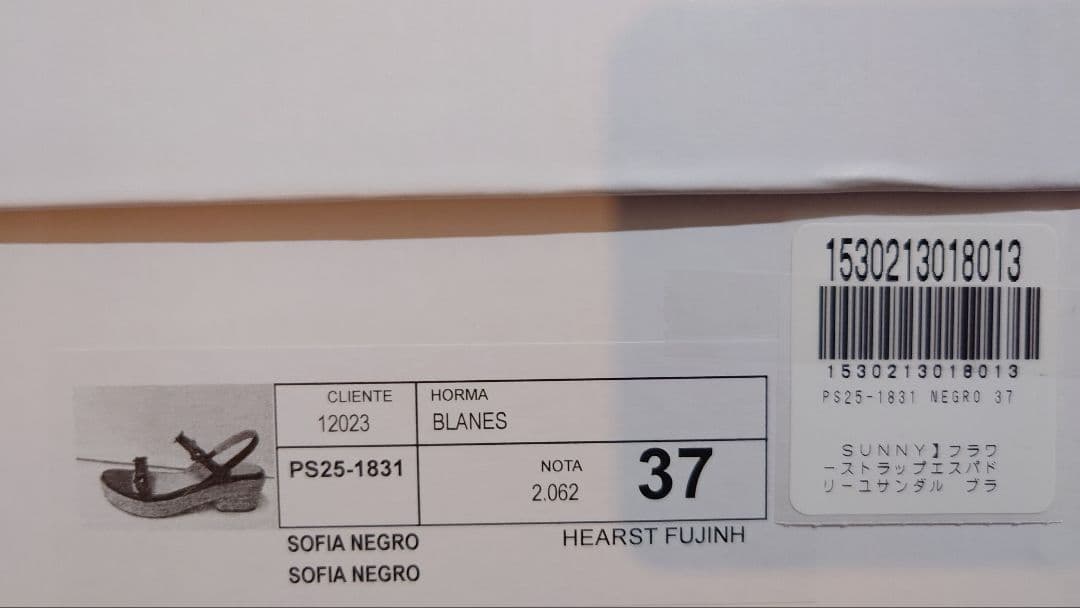 CLIENTE
12023
HORMA
BLANES
PS25-1831
NOTA
2.062
37
SOFIA NEGRO
SOFIA NEGRO
HEARST FUJINH
1530213018013
1530213018013
PS25-1831 NEGRO 37
SUNNY】フラワ
ーストラップエスパド
リーユサンダル　ブラ